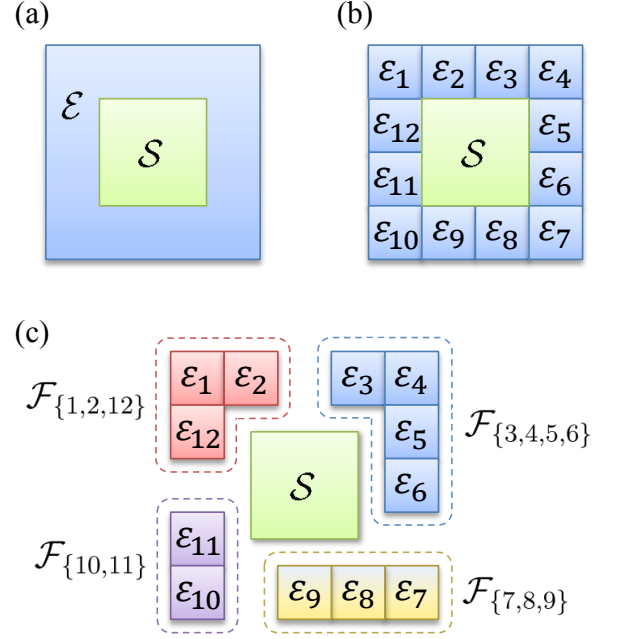 (a)
(b)
ℰ
𝒮
ε₁ ε₂ ε₃ ε₄
ε₁₂ 𝒮 ε₅
ε₁₁ ε₆
ε₁₀ ε₉ ε₈ ε₇
(c)
ℱ{1,2,12}
ε₁ ε₂
ε₁₂
ε₃ ε₄
ε₅
ε₆
ℱ{3,4,5,6}
𝒮
ℱ{10,11}
ε₁₁
ε₁₀
ε₉ ε₈ ε₇
ℱ{7,8,9}